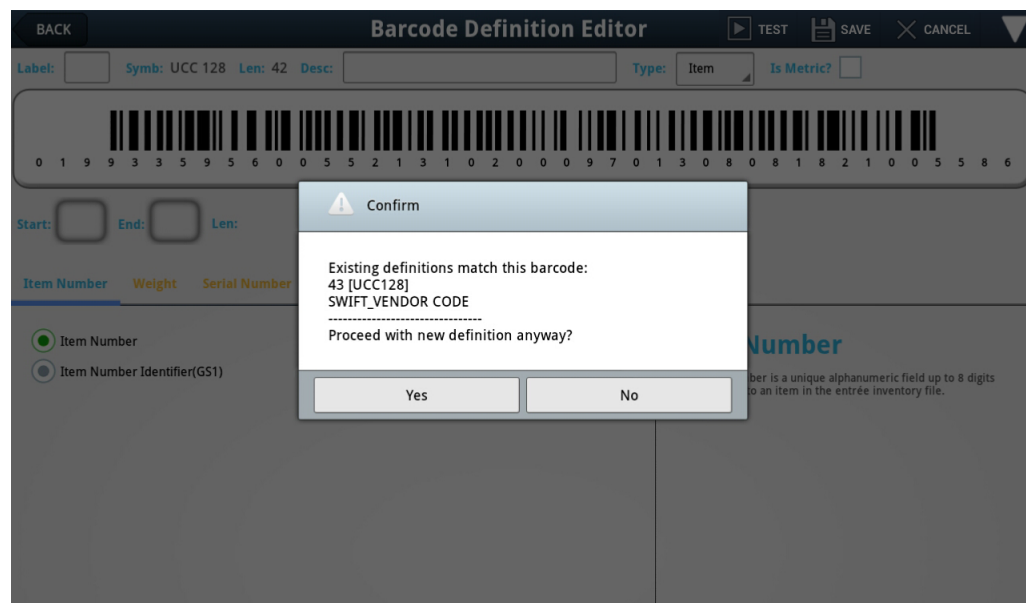 BACK Barcode Definition Editor TEST SAVE CANCEL
Label: Symb: UCC 128 Len: 42 Desc: Type: Item Is Metric?
0 1 9 9 3 3 5 9 5 6 0 0 5 5 2 1 3 1 0 2 0 0 0 9 7 0 1 3 0 8 0 8 1 8 2 1 0 0 5 5 8 6
Start: End: Len:
Confirm
Existing definitions match this barcode:
43 [UCC128]
SWIFT_VENDOR CODE
--------------------------------
Proceed with new definition anyway?
Yes No
Item Number Weight Serial Number
Item Number
Item Number Identifier(GS1)
Number
ber is a unique alphanumeric field up to 8 digits
o an item in the entrée inventory file.